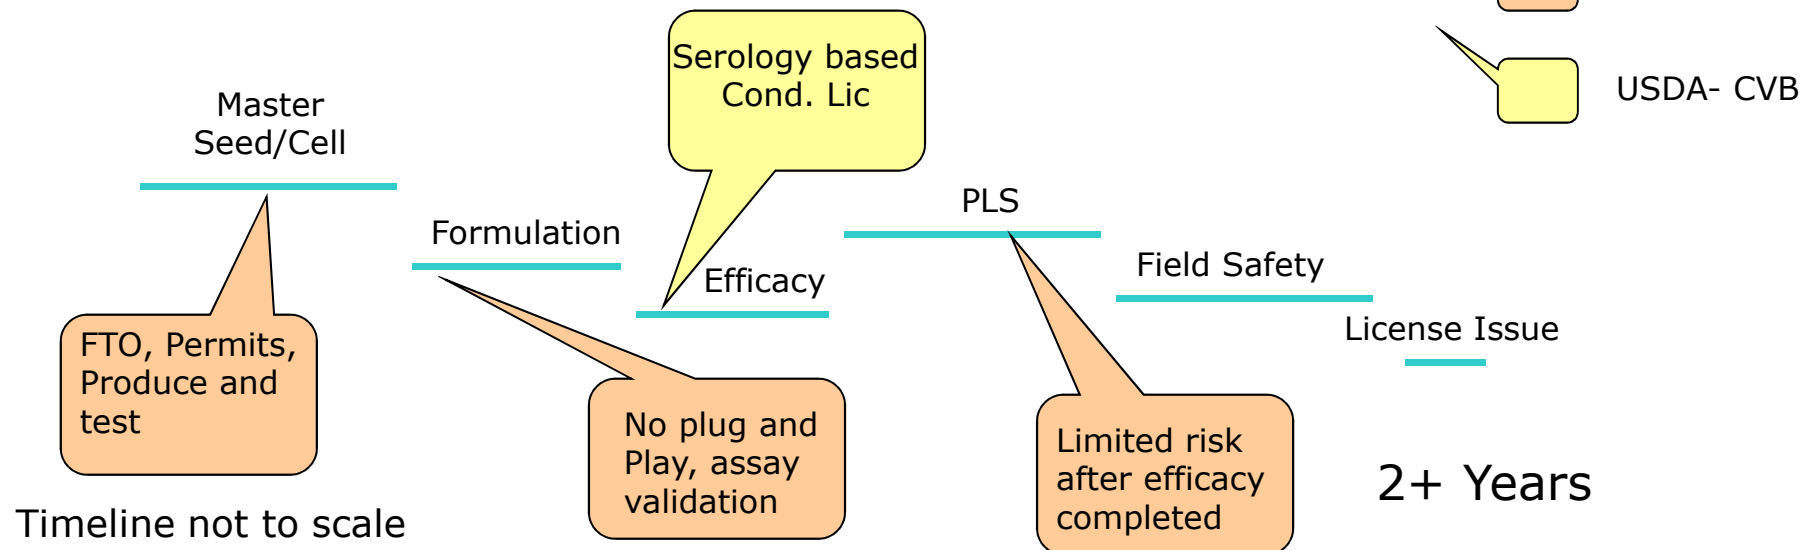 Serology based
Cond. Lic
USDA- CVB
Master
Seed/Cell
PLS
Formulation
Efficacy
Field Safety
License Issue
FTO, Permits,
Produce and
test
No plug and
Play, assay
validation
Limited risk
after efficacy
completed
2+ Years
Timeline not to scale